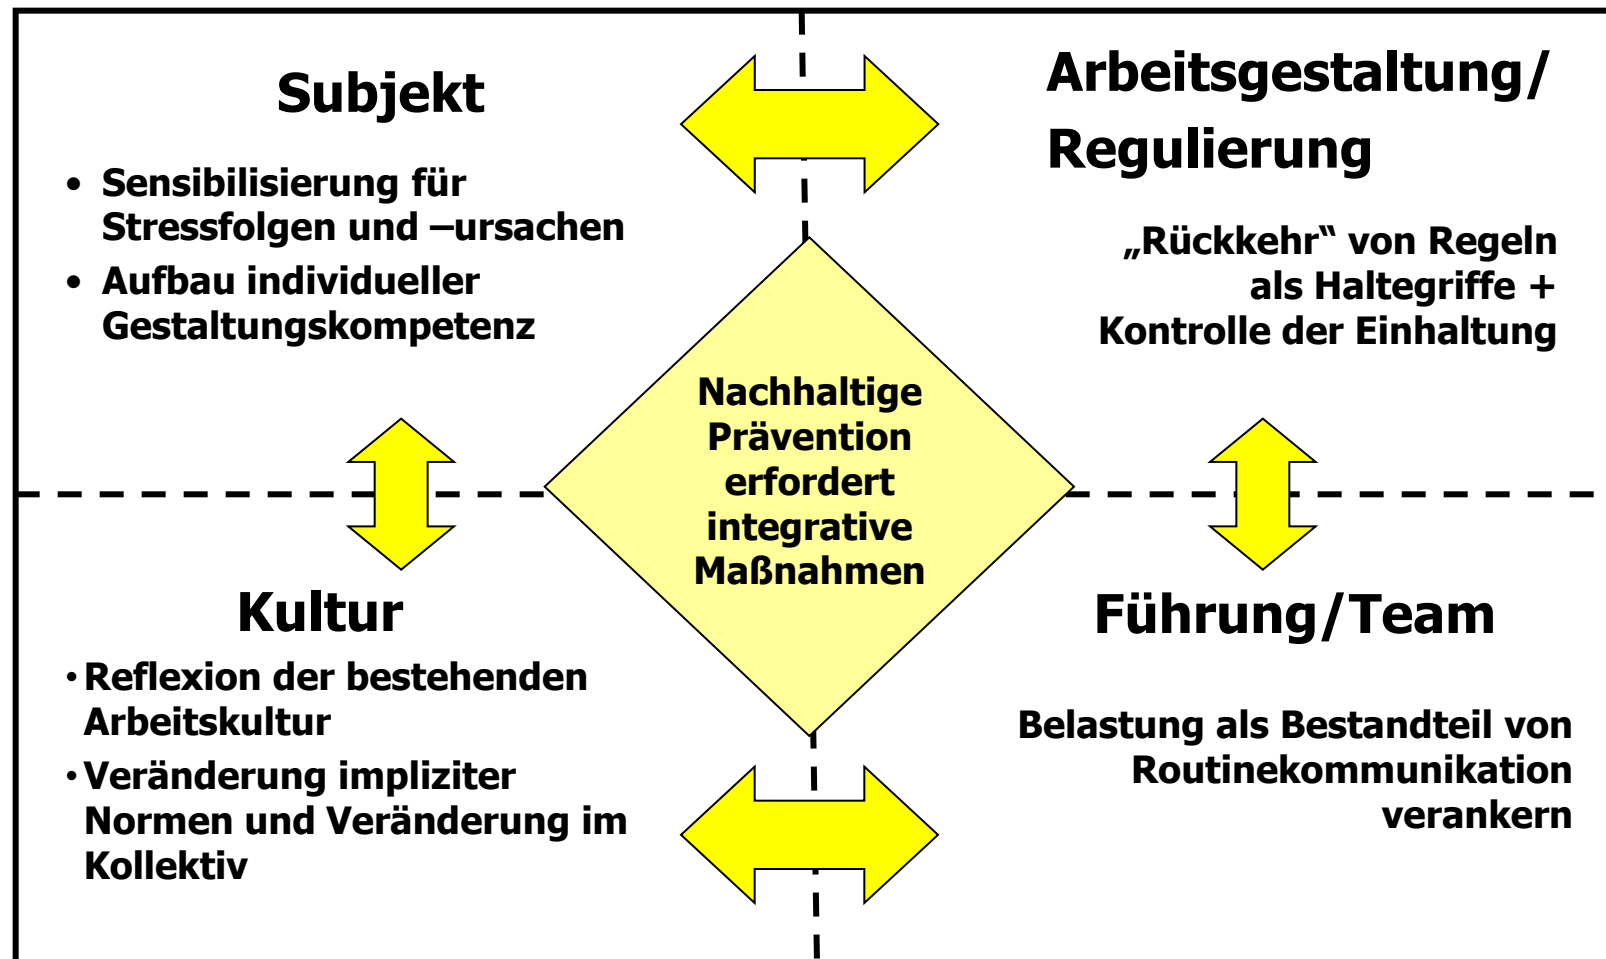 Subjekt
• Sensibilisierung für
Stressfolgen und –ursachen
• Aufbau individueller
Gestaltungskompetenz
Arbeitsgestaltung/
Regulierung
„Rückkehr“ von Regeln
als Haltegriffe +
Kontrolle der Einhaltung
Nachhaltige
Prävention
erfordert
integrative
Maßnahmen
Kultur
• Reflexion der bestehenden
Arbeitskultur
• Veränderung impliziter
Normen und Veränderung im
Kollektiv
Führung/Team
Belastung als Bestandteil von
Routinekommunikation
verankern